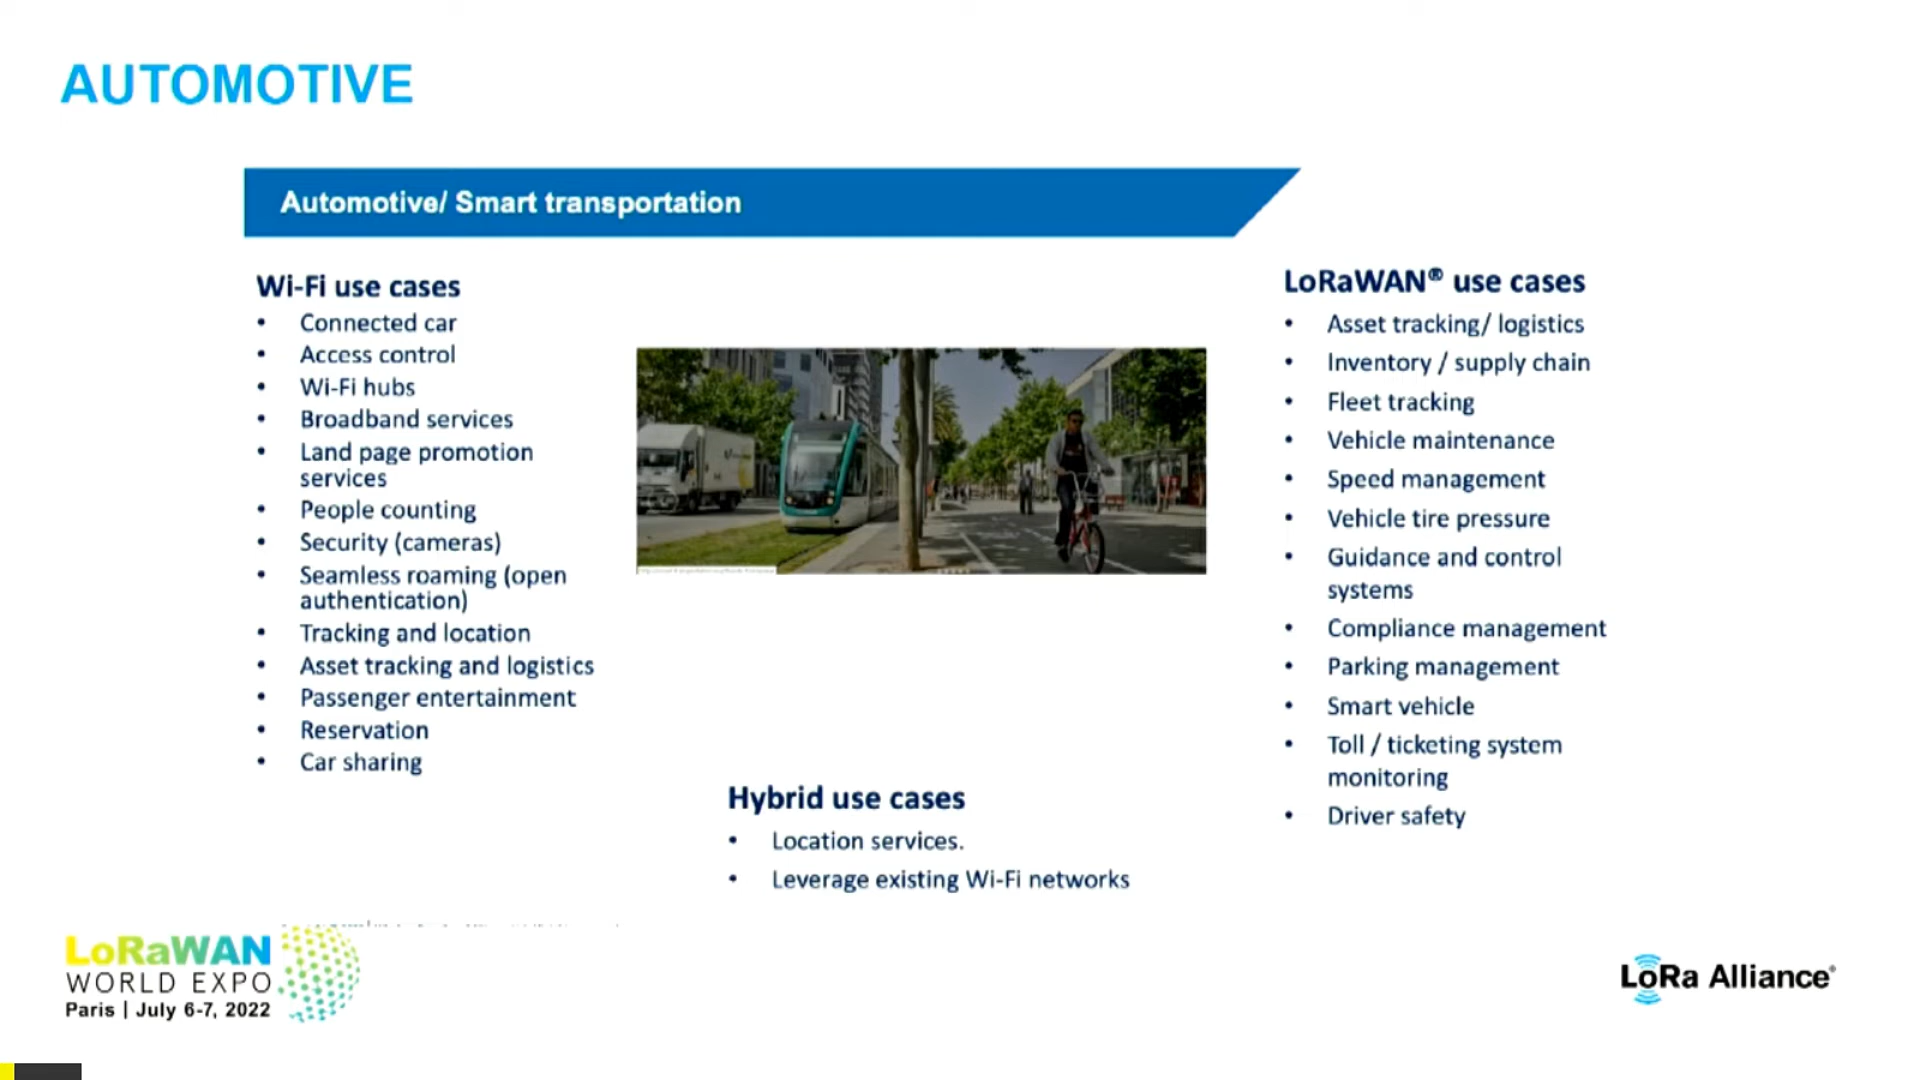 AUTOMOTIVE
Automotive/ Smart transportation
Wi-Fi use cases
• Connected car
• Access control
• Wi-Fi hubs
• Broadband services
• Land page promotion
services
• People counting
• Security (cameras)
• Seamless roaming (open
authentication)
• Tracking and location
• Asset tracking and logistics
• Passenger entertainment
• Reservation
• Car sharing
Hybrid use cases
• Location services.
• Leverage existing Wi-Fi networks
LoRaWAN® use cases
• Asset tracking/ logistics
• Inventory / supply chain
• Fleet tracking
• Vehicle maintenance
• Speed management
• Vehicle tire pressure
• Guidance and control
systems
• Compliance management
• Parking management
• Smart vehicle
• Toll / ticketing system
monitoring
• Driver safety
LoRaWAN
WORLD EXPO
Paris | July 6-7, 2022
LoRa Alliance®